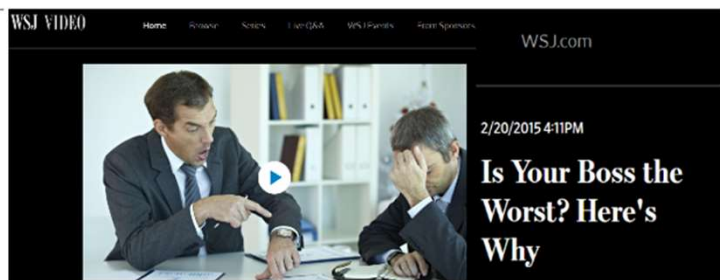 WSJ VIDEO
Home Browse Series Live Q&A WSJ Events From Sponsors
WSJ.com
2/20/2015 4:11PM
Is Your Boss the
Worst? Here's
Why